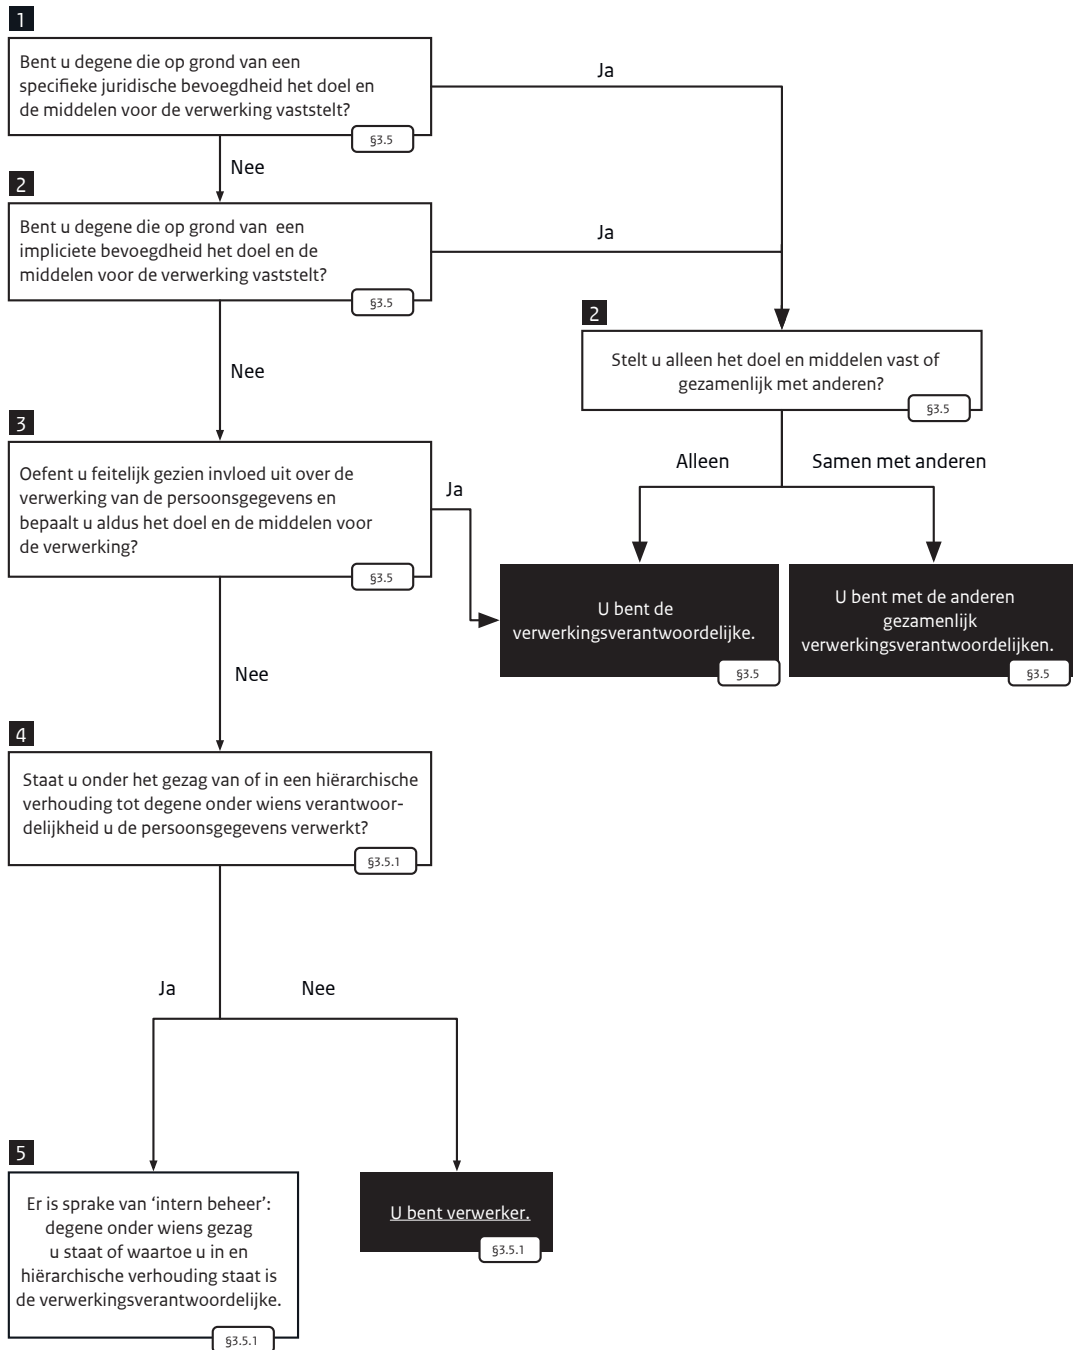 1
Bent u degene die op grond van een
specifieke juridische bevoegdheid het doel en
de middelen voor de verwerking vaststelt?
§3.5
Ja
Nee
2
Bent u degene die op grond van  een
impliciete bevoegdheid het doel en de
middelen voor de verwerking vaststelt?
§3.5
Ja
Nee
2
Stelt u alleen het doel en middelen vast of
gezamenlijk met anderen?
§3.5
Alleen
Samen met anderen
3
Oefent u feitelijk gezien invloed uit over de
verwerking van de persoonsgegevens en
bepaalt u aldus het doel en de middelen voor
de verwerking?
§3.5
Ja
Nee
U bent de
verwerkingsverantwoordelijke.
§3.5
U bent met de anderen
gezamenlijk
verwerkingsverantwoordelijken.
§3.5
4
Staat u onder het gezag van of in een hiërarchische
verhouding tot degene onder wiens verantwoor-
delijkheid u de persoonsgegevens verwerkt?
§3.5.1
Ja
Nee
5
Er is sprake van ‘intern beheer’:
degene onder wiens gezag
u staat of waartoe u in en
hiërarchische verhouding staat is
de verwerkingsverantwoordelijke.
§3.5.1
U bent verwerker.
§3.5.1